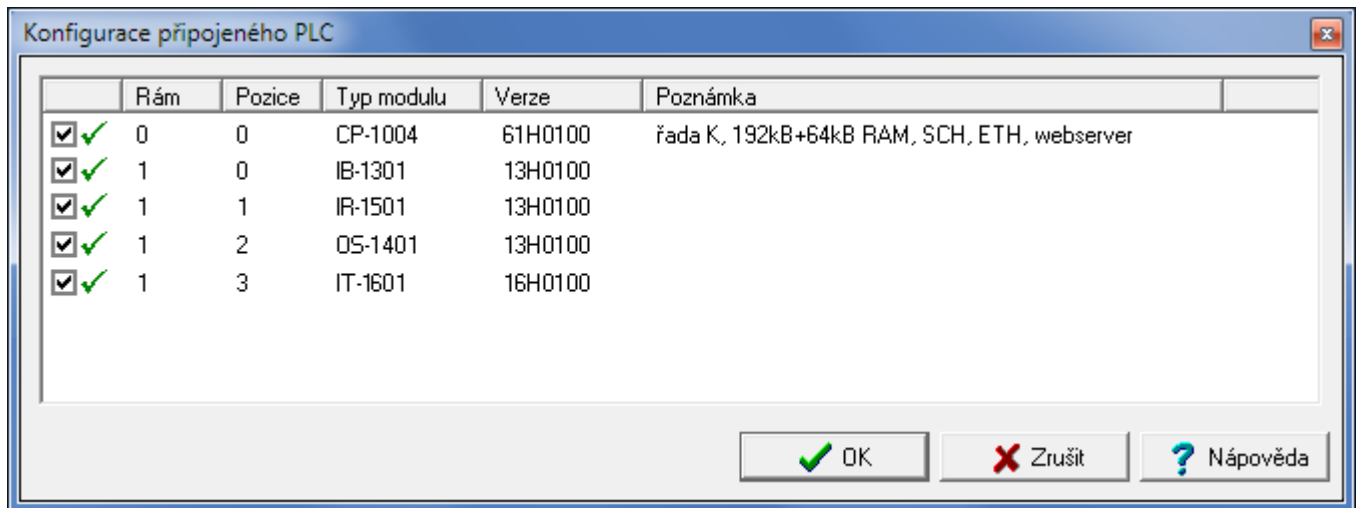 Konfigurace připojeného PLC
Rám Pozice Typ modulu Verze Poznámka
0 0 CP-1004 61H0100 řada K, 192kB+64kB RAM, SCH, ETH, webserver
1 0 IB-1301 13H0100
1 1 IR-1501 13H0100
1 2 OS-1401 13H0100
1 3 IT-1601 16H0100
OK Zrušit Nápověda